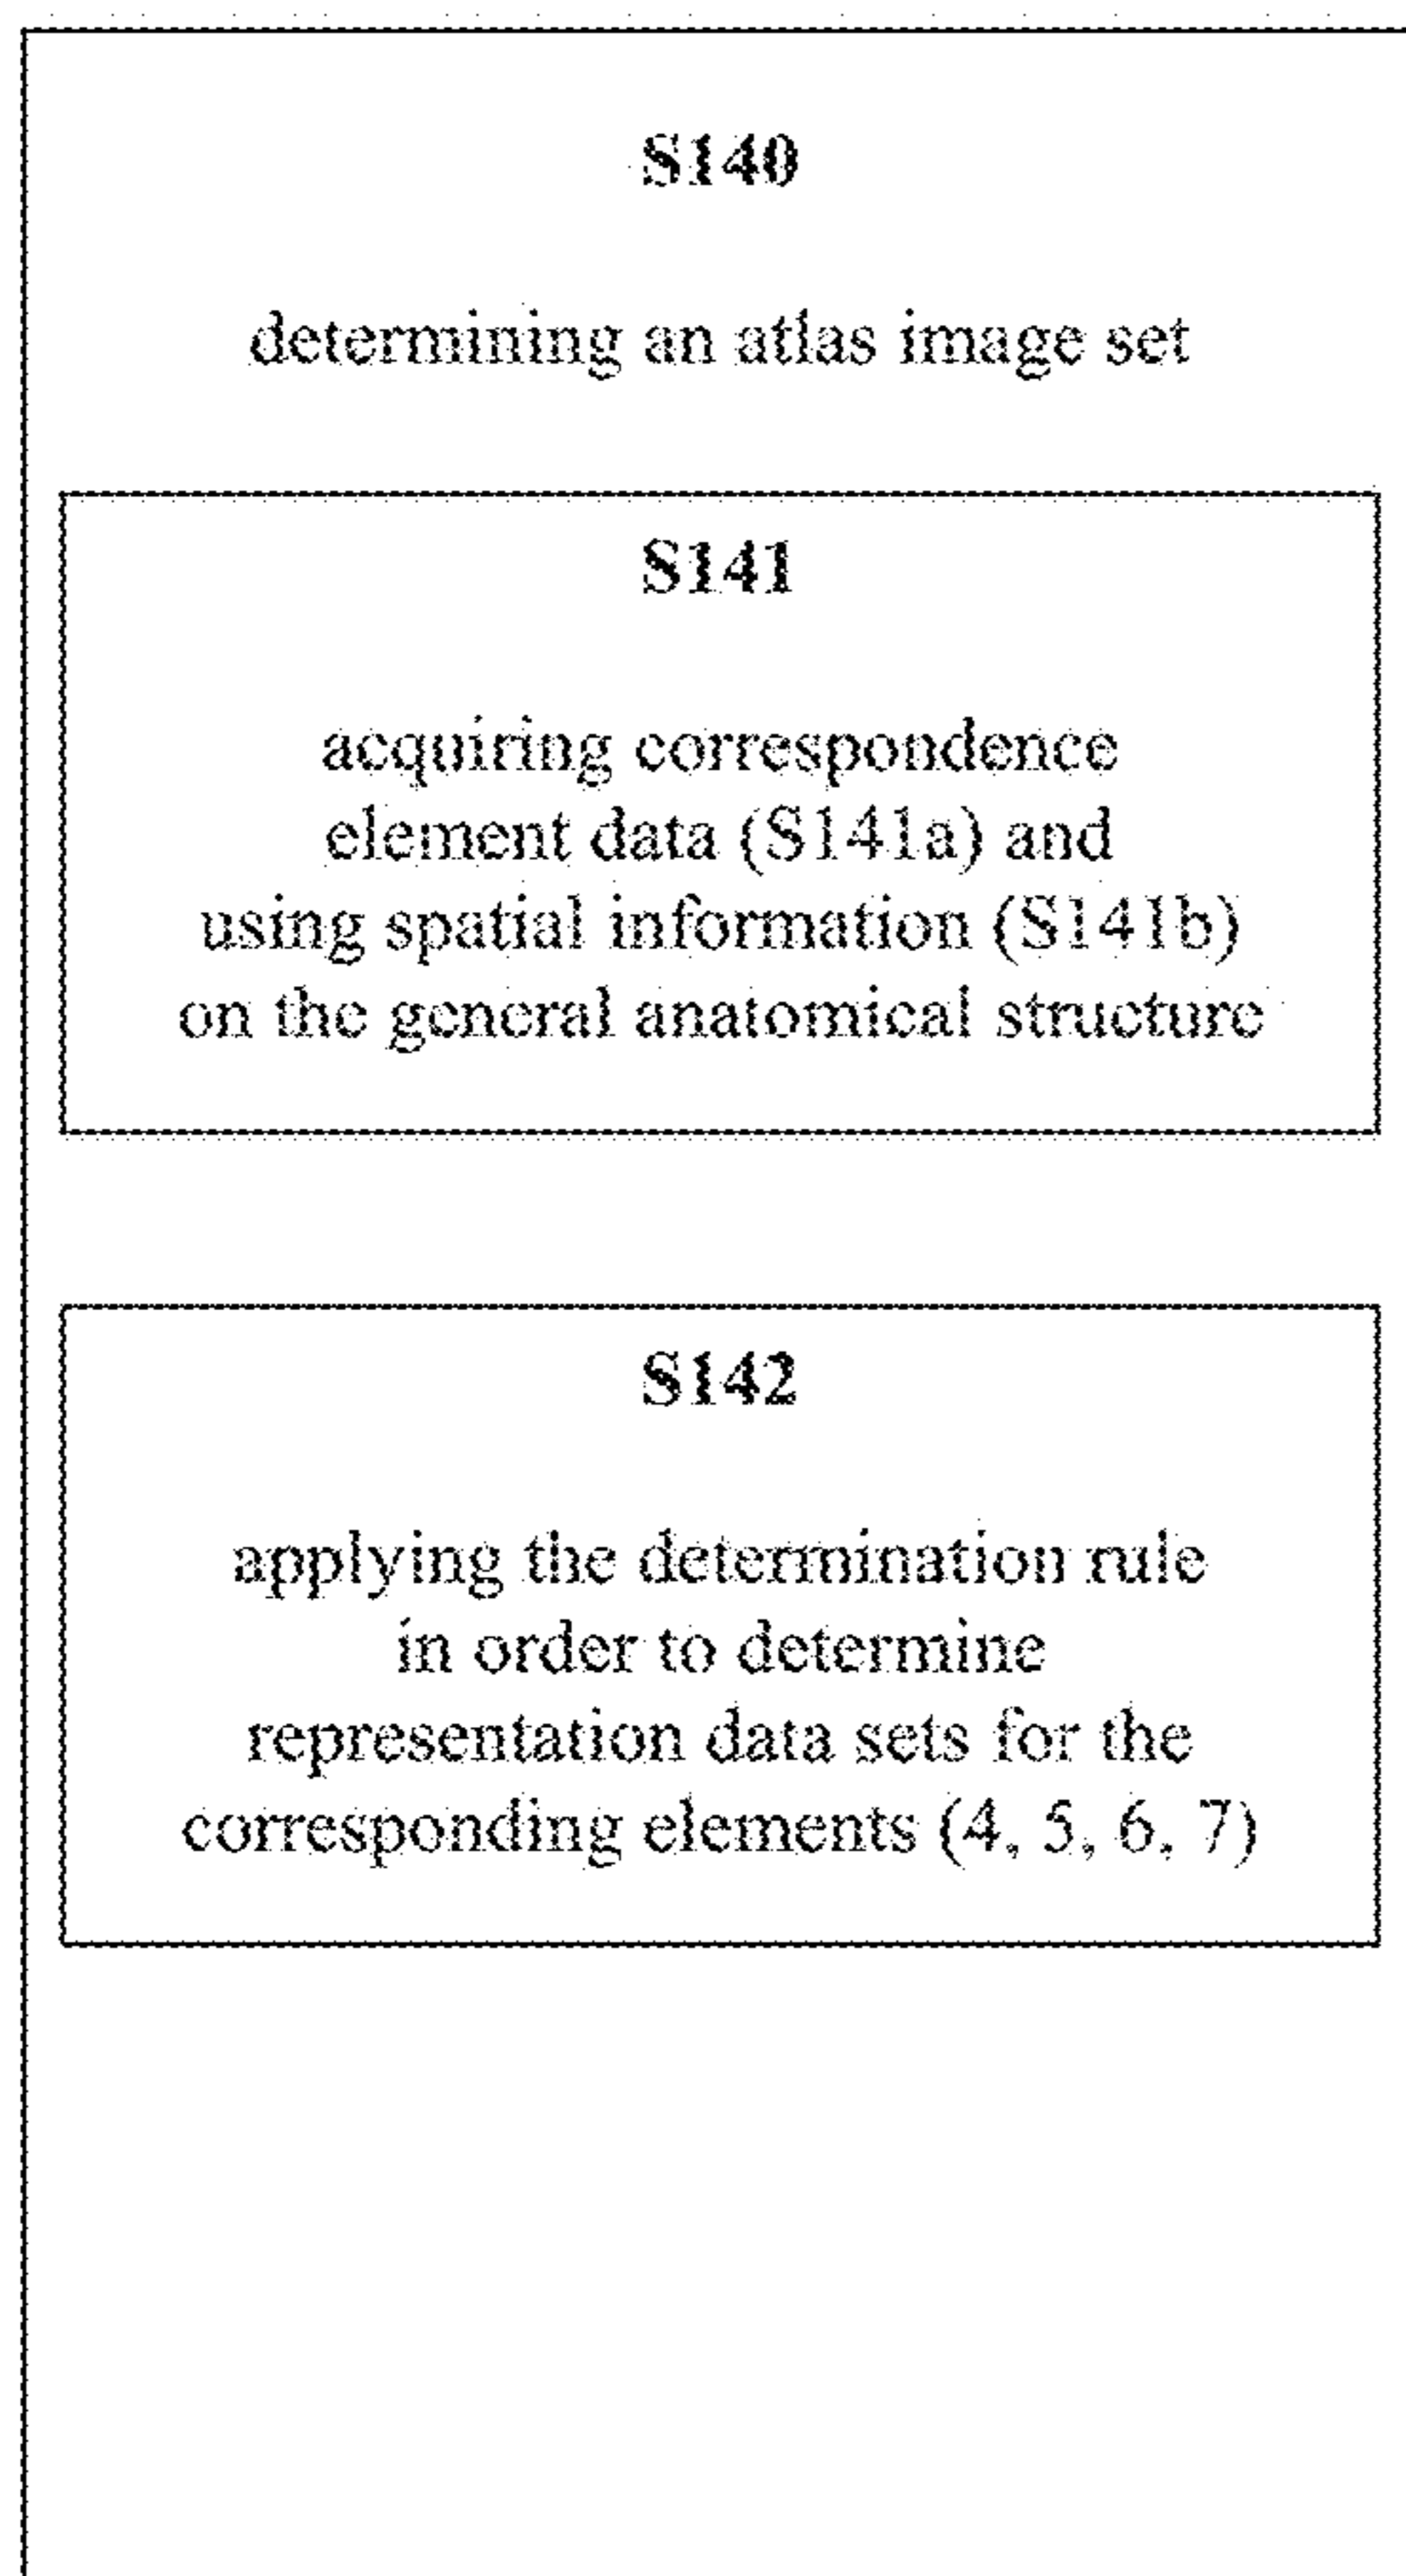 S140
determining an atlas image set
S141
acquiring correspondence
element data (S141a) and
using spatial information (S141b)
on the general anatomical structure
S142
applying the determination rule
in order to determine
representation data sets for the
corresponding elements (4, 5, 6, 7)